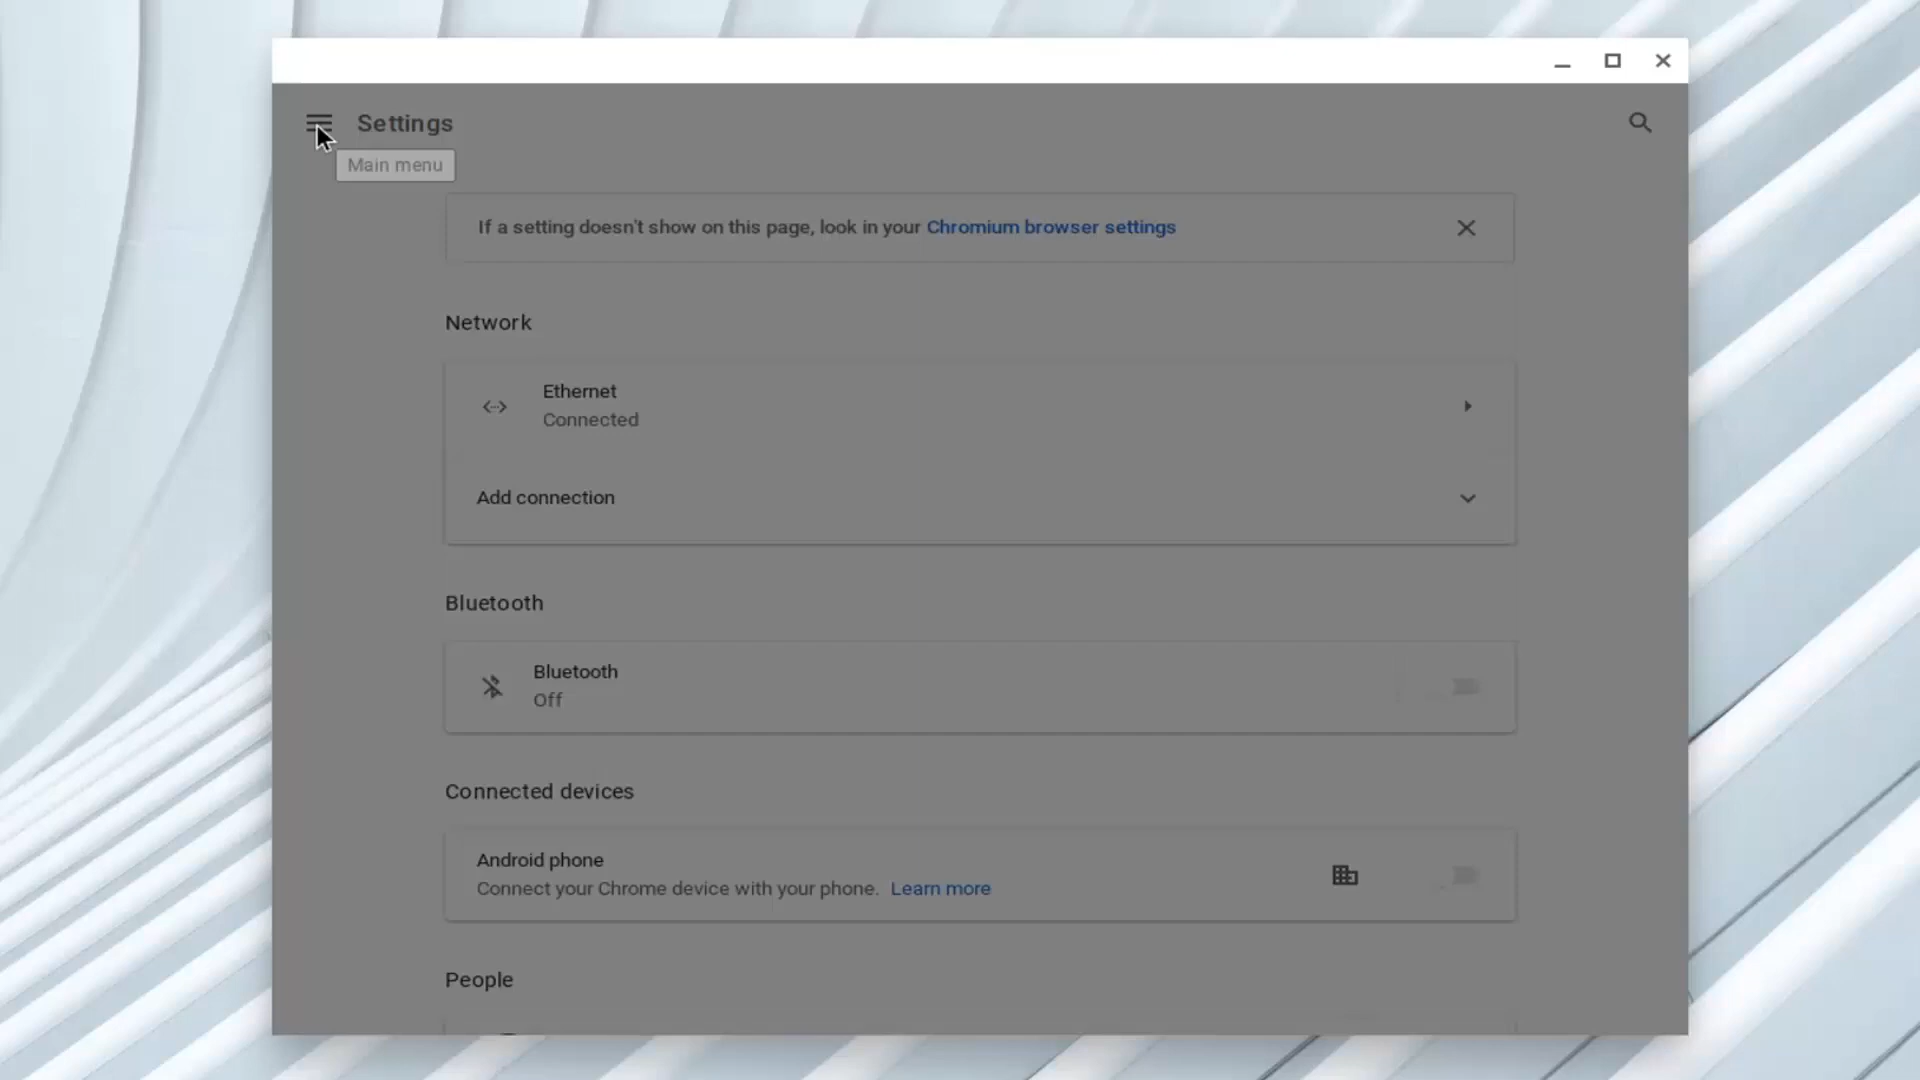 Settings
Main menu
If a setting doesn't show on this page, look in your Chromium browser settings
Network
Ethernet
Connected
Add connection
Bluetooth
Bluetooth
Off
Connected devices
Android phone
Connect your Chrome device with your phone. Learn more
People